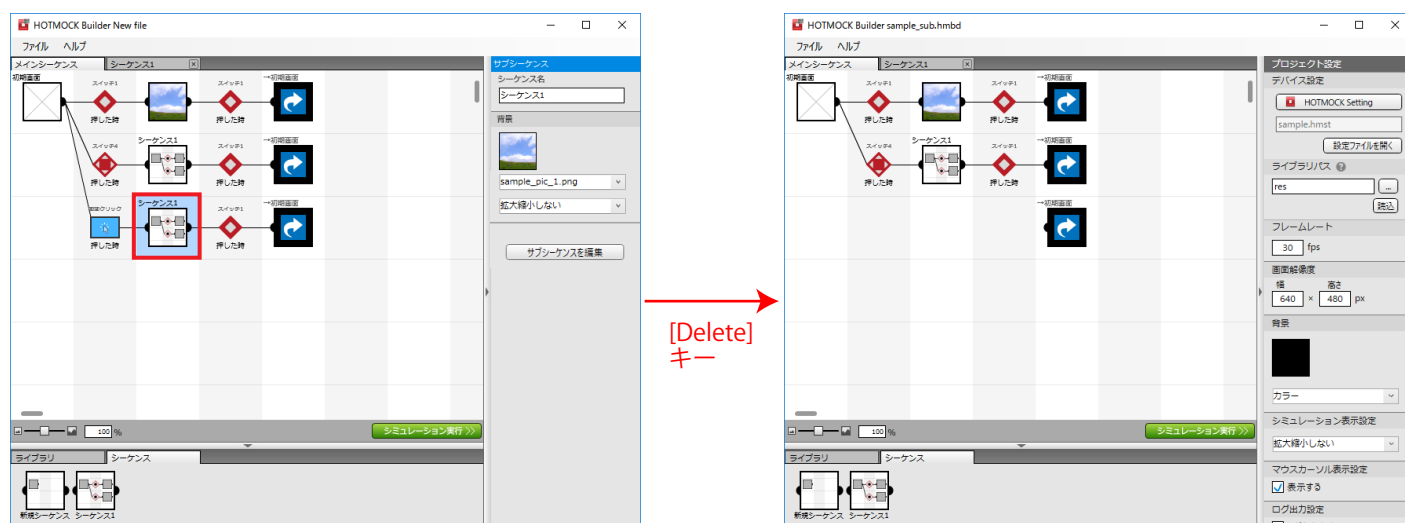 HOTMOCK Builder New file
ファイル ヘルプ
メインシーケンス シーケンス1
初期画面 スイッチ1 スイッチ1 →初期画面
押した時 押した時
スイッチ4 シーケンス1 スイッチ1 →初期画面
押した時 押した時
画面クリック シーケンス1 スイッチ1 →初期画面
押した時 押した時
100 %
シミュレーション実行 >>
ライブラリ シーケンス
新規シーケンス シーケンス1
サブシーケンス
シーケンス名
シーケンス1
背景
sample_pic_1.png
拡大縮小しない
サブシーケンスを編集
[Delete]
キー
HOTMOCK Builder sample_sub.hmbd
ファイル ヘルプ
メインシーケンス シーケンス1
初期画面 スイッチ1 スイッチ1 →初期画面
押した時 押した時
スイッチ4 シーケンス1 スイッチ1 →初期画面
押した時 押した時
→初期画面
100 %
シミュレーション実行 >>
ライブラリ シーケンス
新規シーケンス シーケンス1
プロジェクト設定
デバイス設定
HOTMOCK Setting
sample.hmst
設定ファイルを開く
ライブラリパス
res ...
読込
フレームレート
30 fps
画面解像度
幅 高さ
640 × 480 px
背景
カラー
シミュレーション表示設定
拡大縮小しない
マウスカーソル表示設定
表示する
ログ出力設定